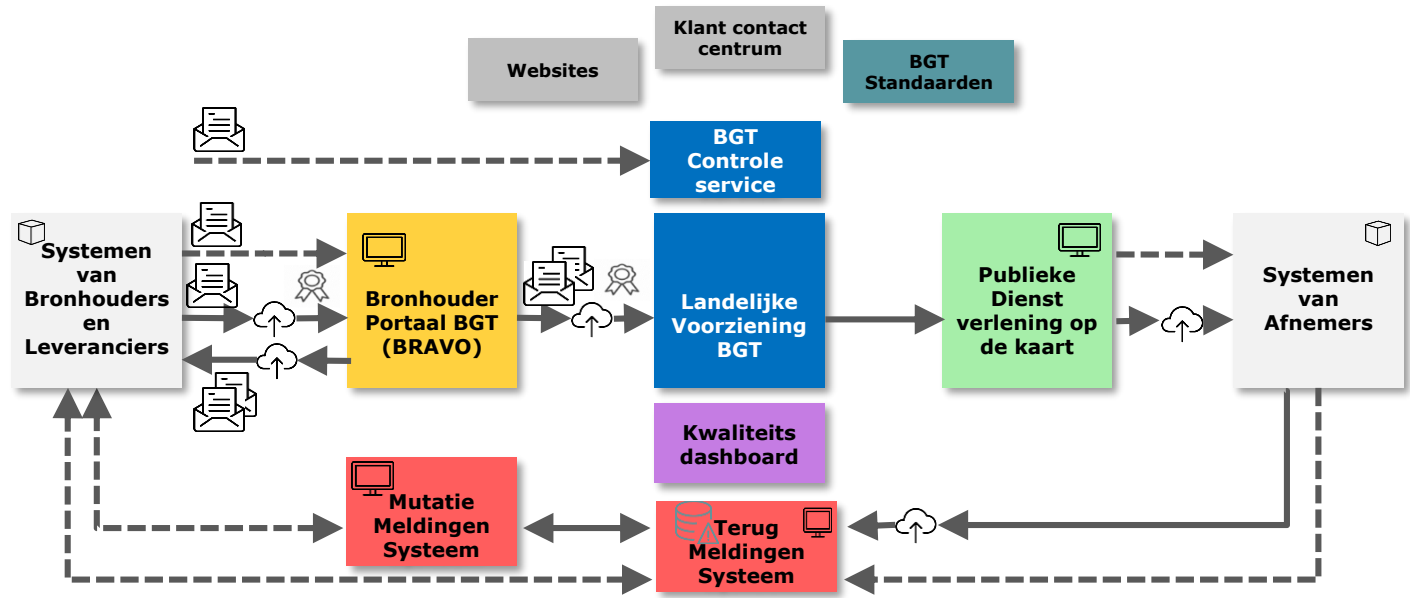 Klant contact
centrum
Websites
BGT
Standaarden
BGT
Controle
service
Systemen
van
Bronhouders
en
Leveranciers
Bronhouder
Portaal BGT
(BRAVO)
Landelijke
Voorziening
BGT
Publieke
Dienst
verlening op
de kaart
Systemen
van
Afnemers
Kwaliteits
dashboard
Mutatie
Meldingen
Systeem
Terug
Meldingen
Systeem